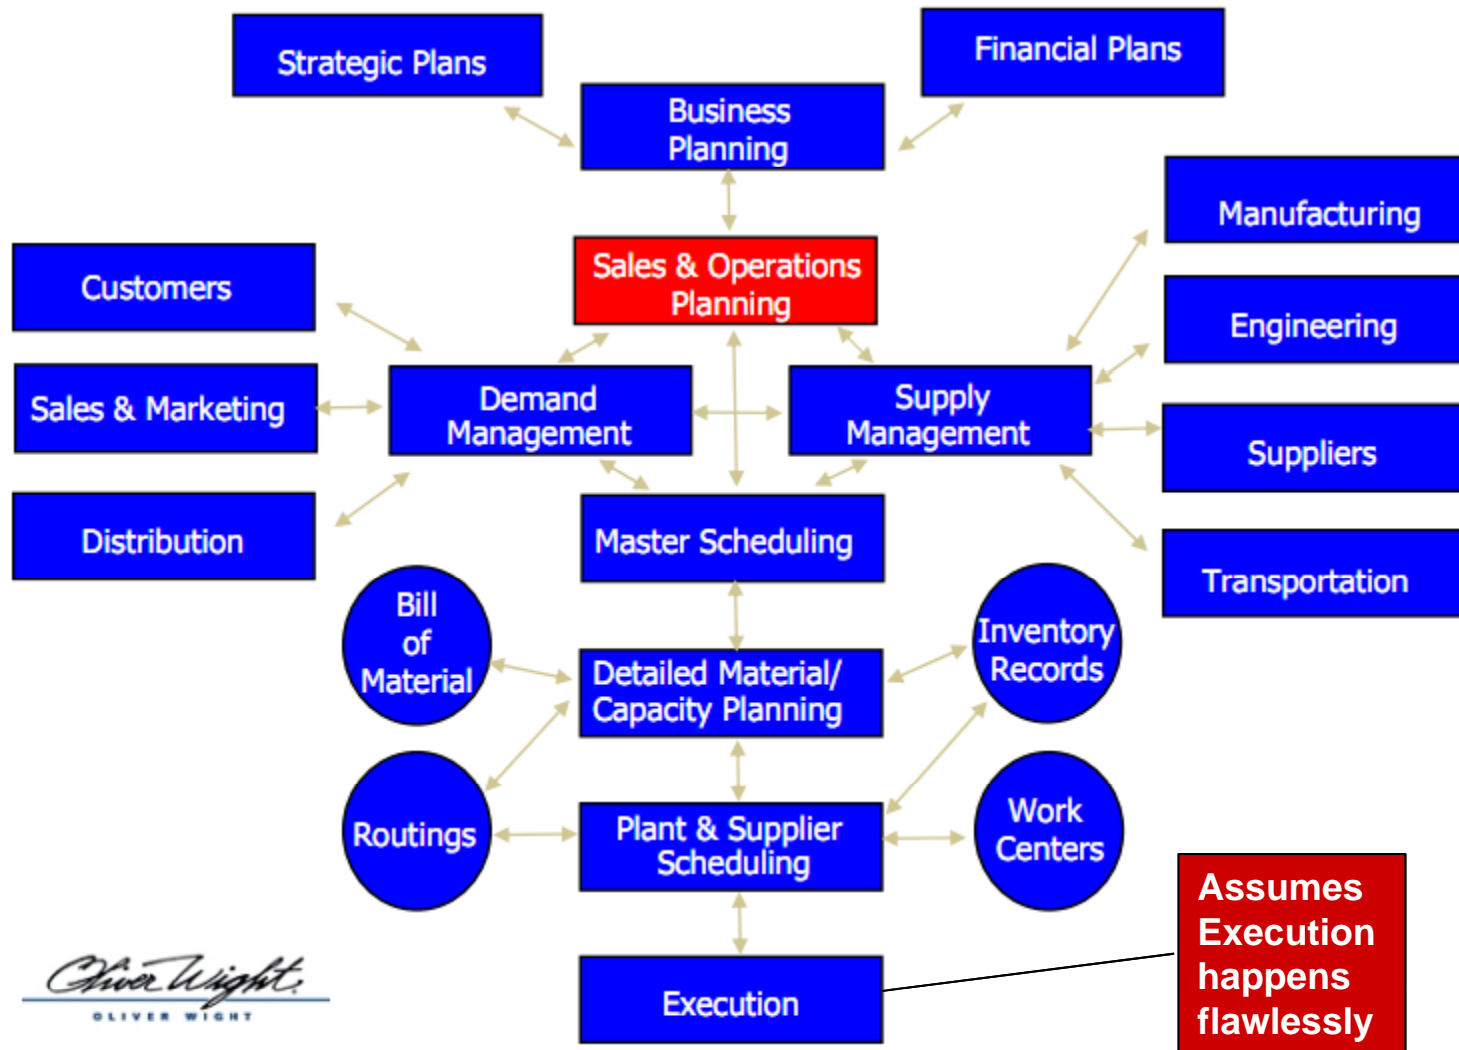 Strategic Plans
Financial Plans
Business
Planning
Manufacturing
Sales & Operations
Planning
Customers
Engineering
Sales & Marketing
Demand
Management
Supply
Management
Suppliers
Distribution
Master Scheduling
Transportation
Bill
of
Material
Inventory
Records
Detailed Material/
Capacity Planning
Routings
Plant & Supplier
Scheduling
Work
Centers
Assumes
Execution
happens
flawlessly
Execution
Oliver Wight
OLIVER WIGHT